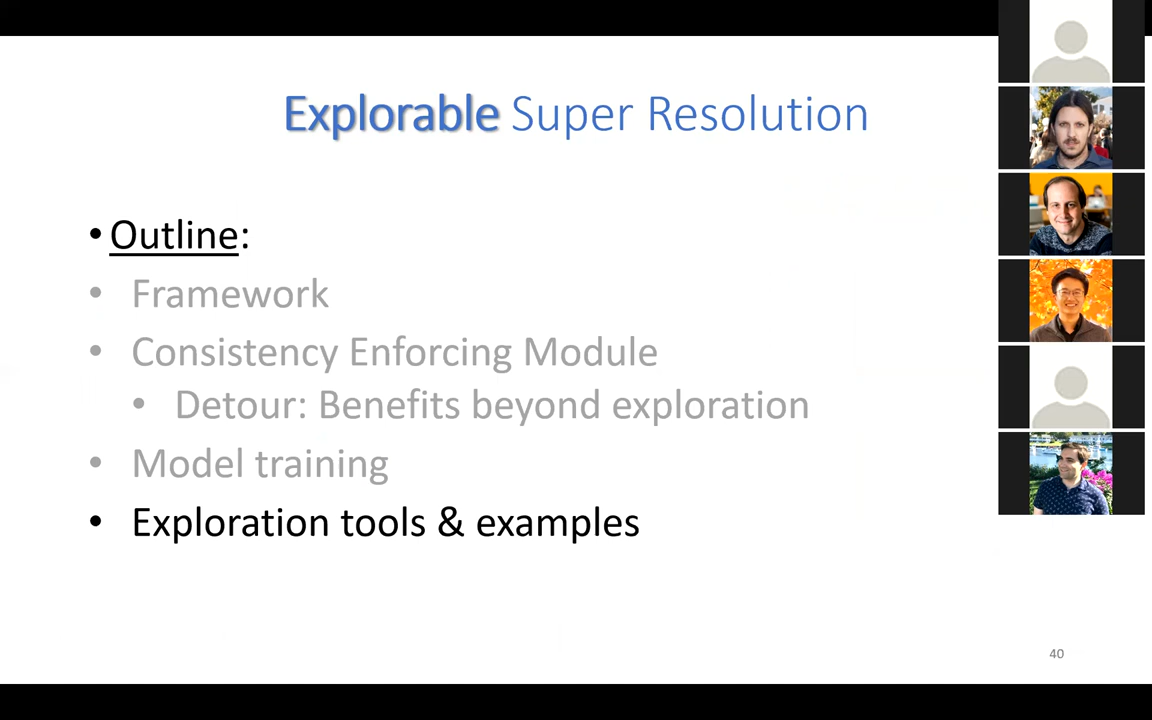 Explorable Super Resolution
•Outline:
• Framework
• Consistency Enforcing Module
• Detour: Benefits beyond exploration
• Model training
• Exploration tools & examples
40